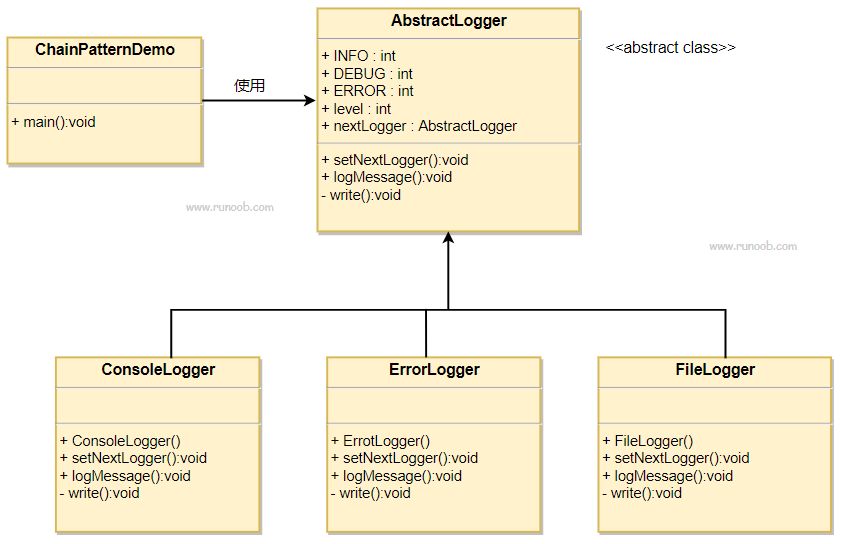 AbstractLogger
<<abstract class>>
+ INFO : int
+ DEBUG : int
+ ERROR : int
+ level : int
+ nextLogger : AbstractLogger
+ setNextLogger():void
+ logMessage():void
- write():void
ChainPatternDemo
+ main():void
使用
www.runoob.com
www.runoob.com
ConsoleLogger
+ ConsoleLogger()
+ setNextLogger():void
+ logMessage():void
- write():void
ErrorLogger
+ ErrotLogger()
+ setNextLogger():void
+ logMessage():void
- write():void
FileLogger
+ FileLogger()
+ setNextLogger():void
+ logMessage():void
- write():void